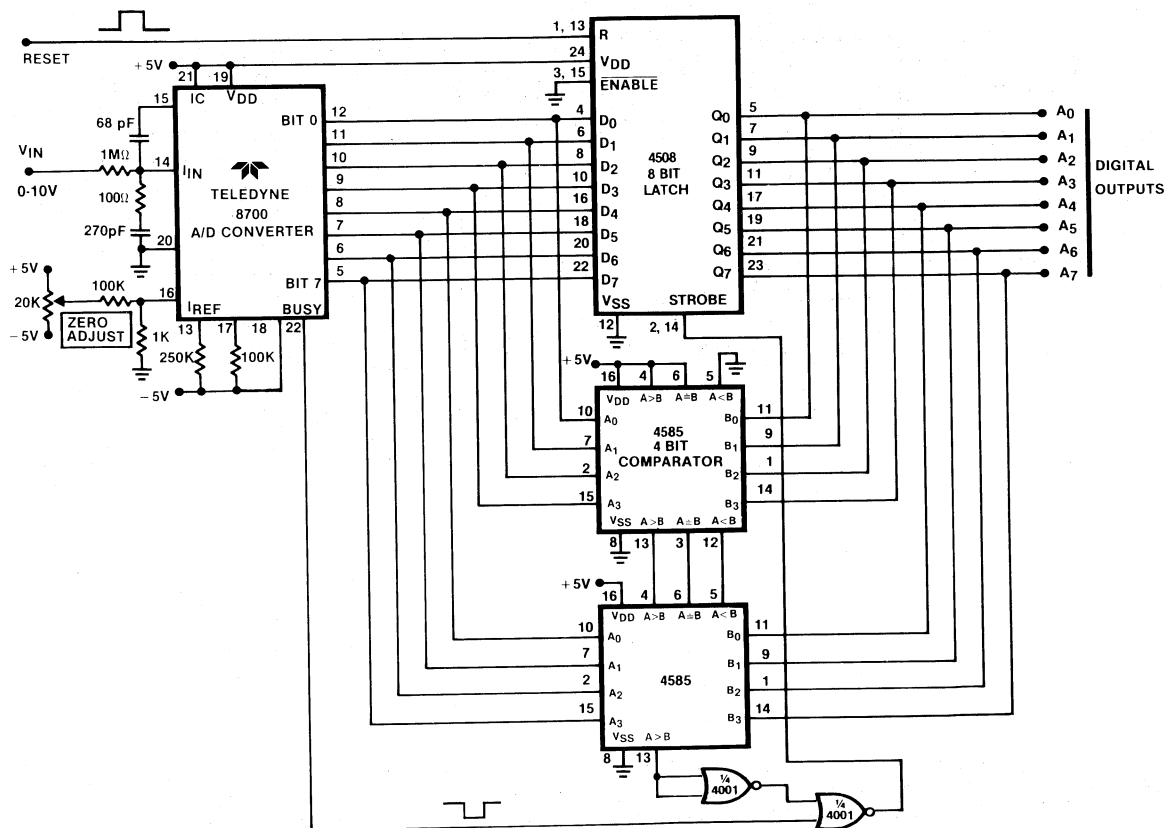 RESET
1, 13
R
24
VDD
3, 15
ENABLE
+5V
21
19
IC
VDD
15
68 pF
VIN
1MΩ
14
IIN
0-10V
100Ω
270pF
20
TELEDYNE
8700
A/D CONVERTER
BIT 0
12
11
10
9
8
7
6
BIT 7
5
+5V
20K
-5V
100K
16
IREF
BUSY
ZERO
ADJUST
1K
13
17
18
22
250K
100K
-5V
4
D0
6
D1
8
D2
10
D3
16
D4
18
D5
20
D6
22
D7
4508
8 BIT
LATCH
Q0
5
A0
Q1
7
A1
Q2
9
A2
Q3
11
A3
Q4
17
A4
Q5
19
A5
Q6
21
A6
Q7
23
A7
DIGITAL
OUTPUTS
VSS
STROBE
12
2, 14
+5V
16
4
6
5
VDD
A>B
A=B
A<B
10
A0
7
A1
2
A2
15
A3
4585
4 BIT
COMPARATOR
B0
11
B1
9
B2
1
B3
14
VSS
A>B
A=B
A<B
8
13
3
12
+5V
16
4
6
5
VDD
A>B
A=B
A<B
10
A0
7
A1
2
A2
15
A3
4585
B0
11
B1
9
B2
1
B3
14
VSS
A>B
8
13
¼
4001
¼
4001